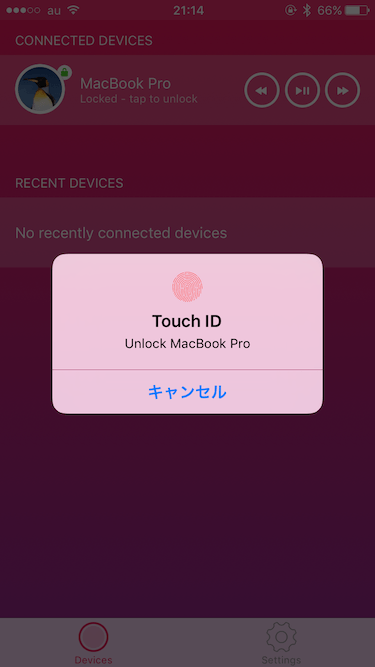 au 21:14 66%
CONNECTED DEVICES
MacBook Pro
Locked - tap to unlock
RECENT DEVICES
No recently connected devices
Touch ID
Unlock MacBook Pro
キャンセル
Devices Settings